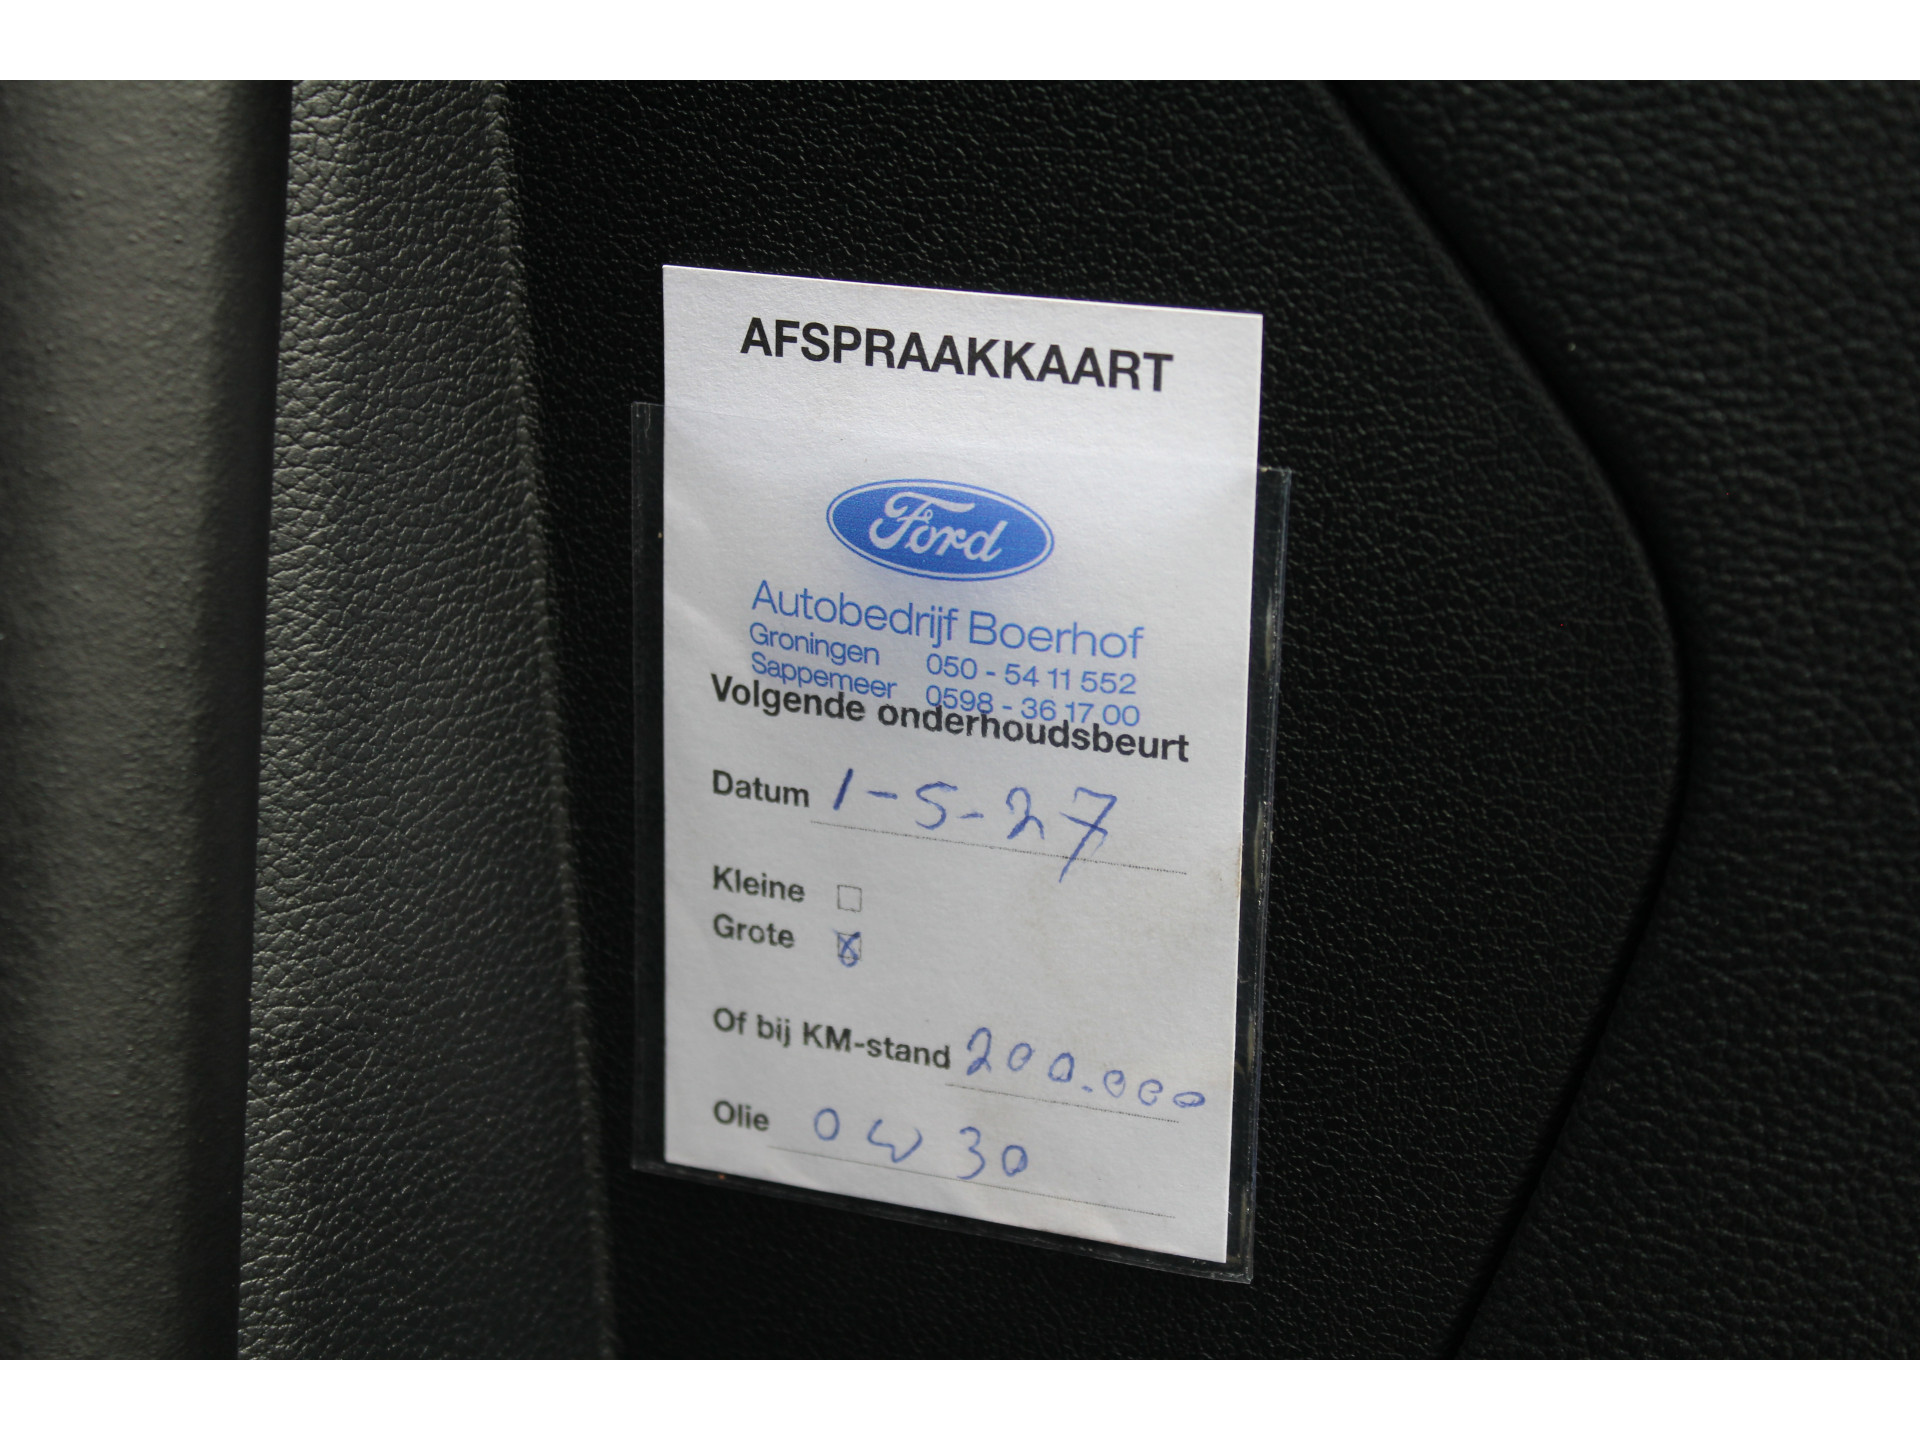 AFSPRAAKKAART
Ford
Autobedrijf Boerhof
Groningen 050 - 54 11 552
Sappemeer 0598 - 36 17 00
Volgende onderhoudsbeurt
Datum 1-5-27
Kleine
Grote
Of bij KM-stand 200.000
Olie 0W30